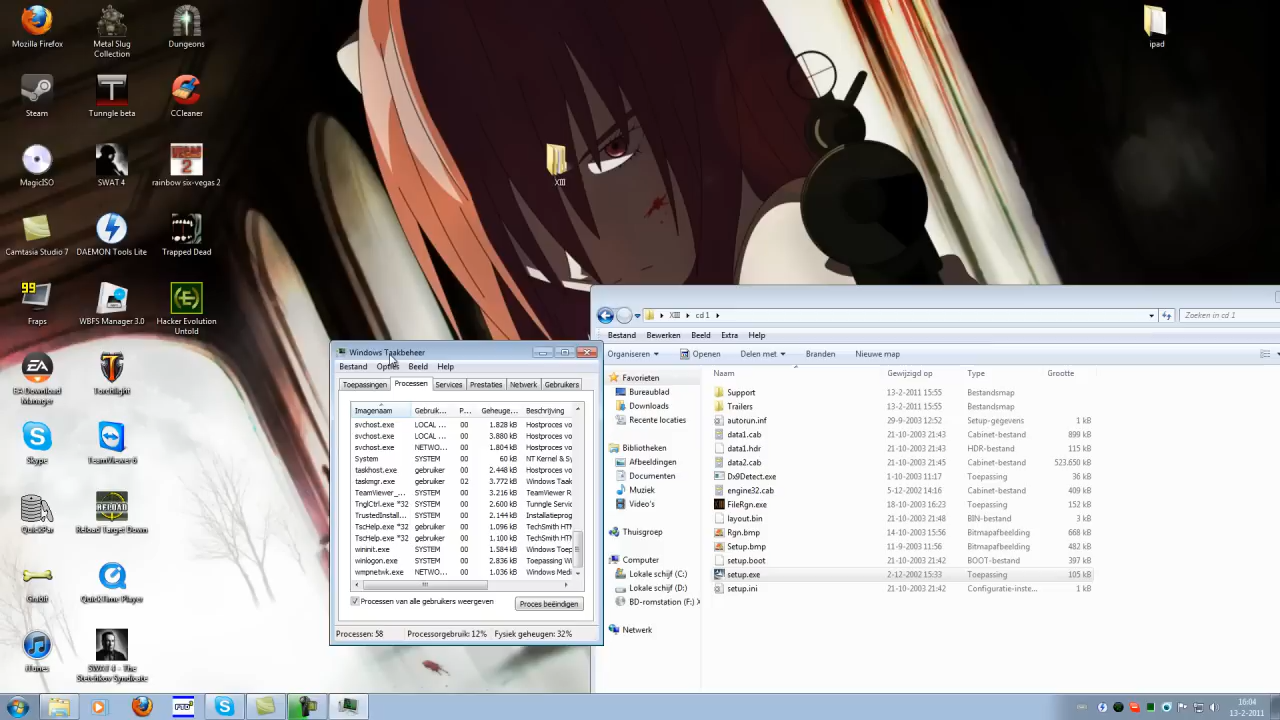 Mozilla Firefox
Metal Slug
Collection
Dungeons
ipad
Steam
Tunngle beta
CCleaner
MagicISO
SWAT 4
rainbow six-vegas 2
XIII
Camtasia Studio 7
DAEMON Tools Lite
Trapped Dead
99
Fraps
WBFS Manager 3.0
Hacker Evolution
Untold
EA Download
Manager
Torchlight
Skype
TeamViewer 6
QuickPar
Reload Target Down
GrabIt
QuickTime Player
iTunes
SWAT 4 - The
Stetchkov Syndicate
Windows Taakbeheer
Bestand Opties Beeld Help
Toepassingen Processen Services Prestaties Netwerk Gebruikers
Imagenaam Gebruik... P... Geheuge... Beschrijving
svchost.exe LOCAL ... 00 1.828 kB Hostproces vo
svchost.exe LOCAL ... 00 3.880 kB Hostproces vo
svchost.exe NETWO... 00 1.804 kB Hostproces vo
System SYSTEM 00 60 kB NT Kernel & Sy
taskhost.exe gebruiker 00 2.448 kB Hostproces vo
taskmgr.exe gebruiker 02 3.772 kB Windows Taak
TeamViewer_... SYSTEM 00 3.216 kB TeamViewer R
TnglCtrl.exe *32 SYSTEM 00 2.600 kB Tunngle Servi
TrustedInstall... SYSTEM 00 2.144 kB Installatieprog
TscHelp.exe *32 gebruiker 00 1.096 kB TechSmith HTM
TscHelp.exe *32 gebruiker 00 1.100 kB TechSmith HTM
wininit.exe SYSTEM 00 1.584 kB Windows Toep
winlogon.exe SYSTEM 00 2.836 kB Toepassing Wi
wmpnetwk.exe NETWO... 00 1.036 kB Windows Medi
Processen van alle gebruikers weergeven
Proces beëindigen
Processen: 58 Processorgebruik: 12% Fysiek geheugen: 32%
XIII cd 1
Zoeken in cd 1
Bestand Bewerken Beeld Extra Help
Organiseren Openen Delen met Branden Nieuwe map
Favorieten
Bureaublad
Downloads
Recente locaties
Bibliotheken
Afbeeldingen
Documenten
Muziek
Video's
Thuisgroep
Computer
Lokale schijf (C:)
Lokale schijf (D:)
BD-romstation (F:) X
Netwerk
Naam Gewijzigd op Type Grootte
Support 13-2-2011 15:55 Bestandsmap
Trailers 13-2-2011 15:55 Bestandsmap
autorun.inf 29-9-2003 12:52 Setup-gegevens 1 kB
data1.cab 21-10-2003 21:43 Cabinet-bestand 899 kB
data1.hdr 21-10-2003 21:43 HDR-bestand 115 kB
data2.cab 21-10-2003 21:45 Cabinet-bestand 523.650 kB
Dx9Detect.exe 1-10-2003 11:17 Toepassing 36 kB
engine32.cab 5-12-2002 14:16 Cabinet-bestand 409 kB
FileRgn.exe 18-10-2003 16:23 Toepassing 152 kB
layout.bin 21-10-2003 21:48 BIN-bestand 3 kB
Rgn.bmp 14-10-2003 15:56 Bitmapafbeelding 668 kB
Setup.bmp 11-9-2003 11:56 Bitmapafbeelding 482 kB
setup.boot 21-10-2003 21:42 BOOT-bestand 397 kB
setup.exe 2-12-2002 15:33 Toepassing 105 kB
setup.ini 21-10-2003 21:42 Configuratie-inste... 1 kB
16:04
13-2-2011